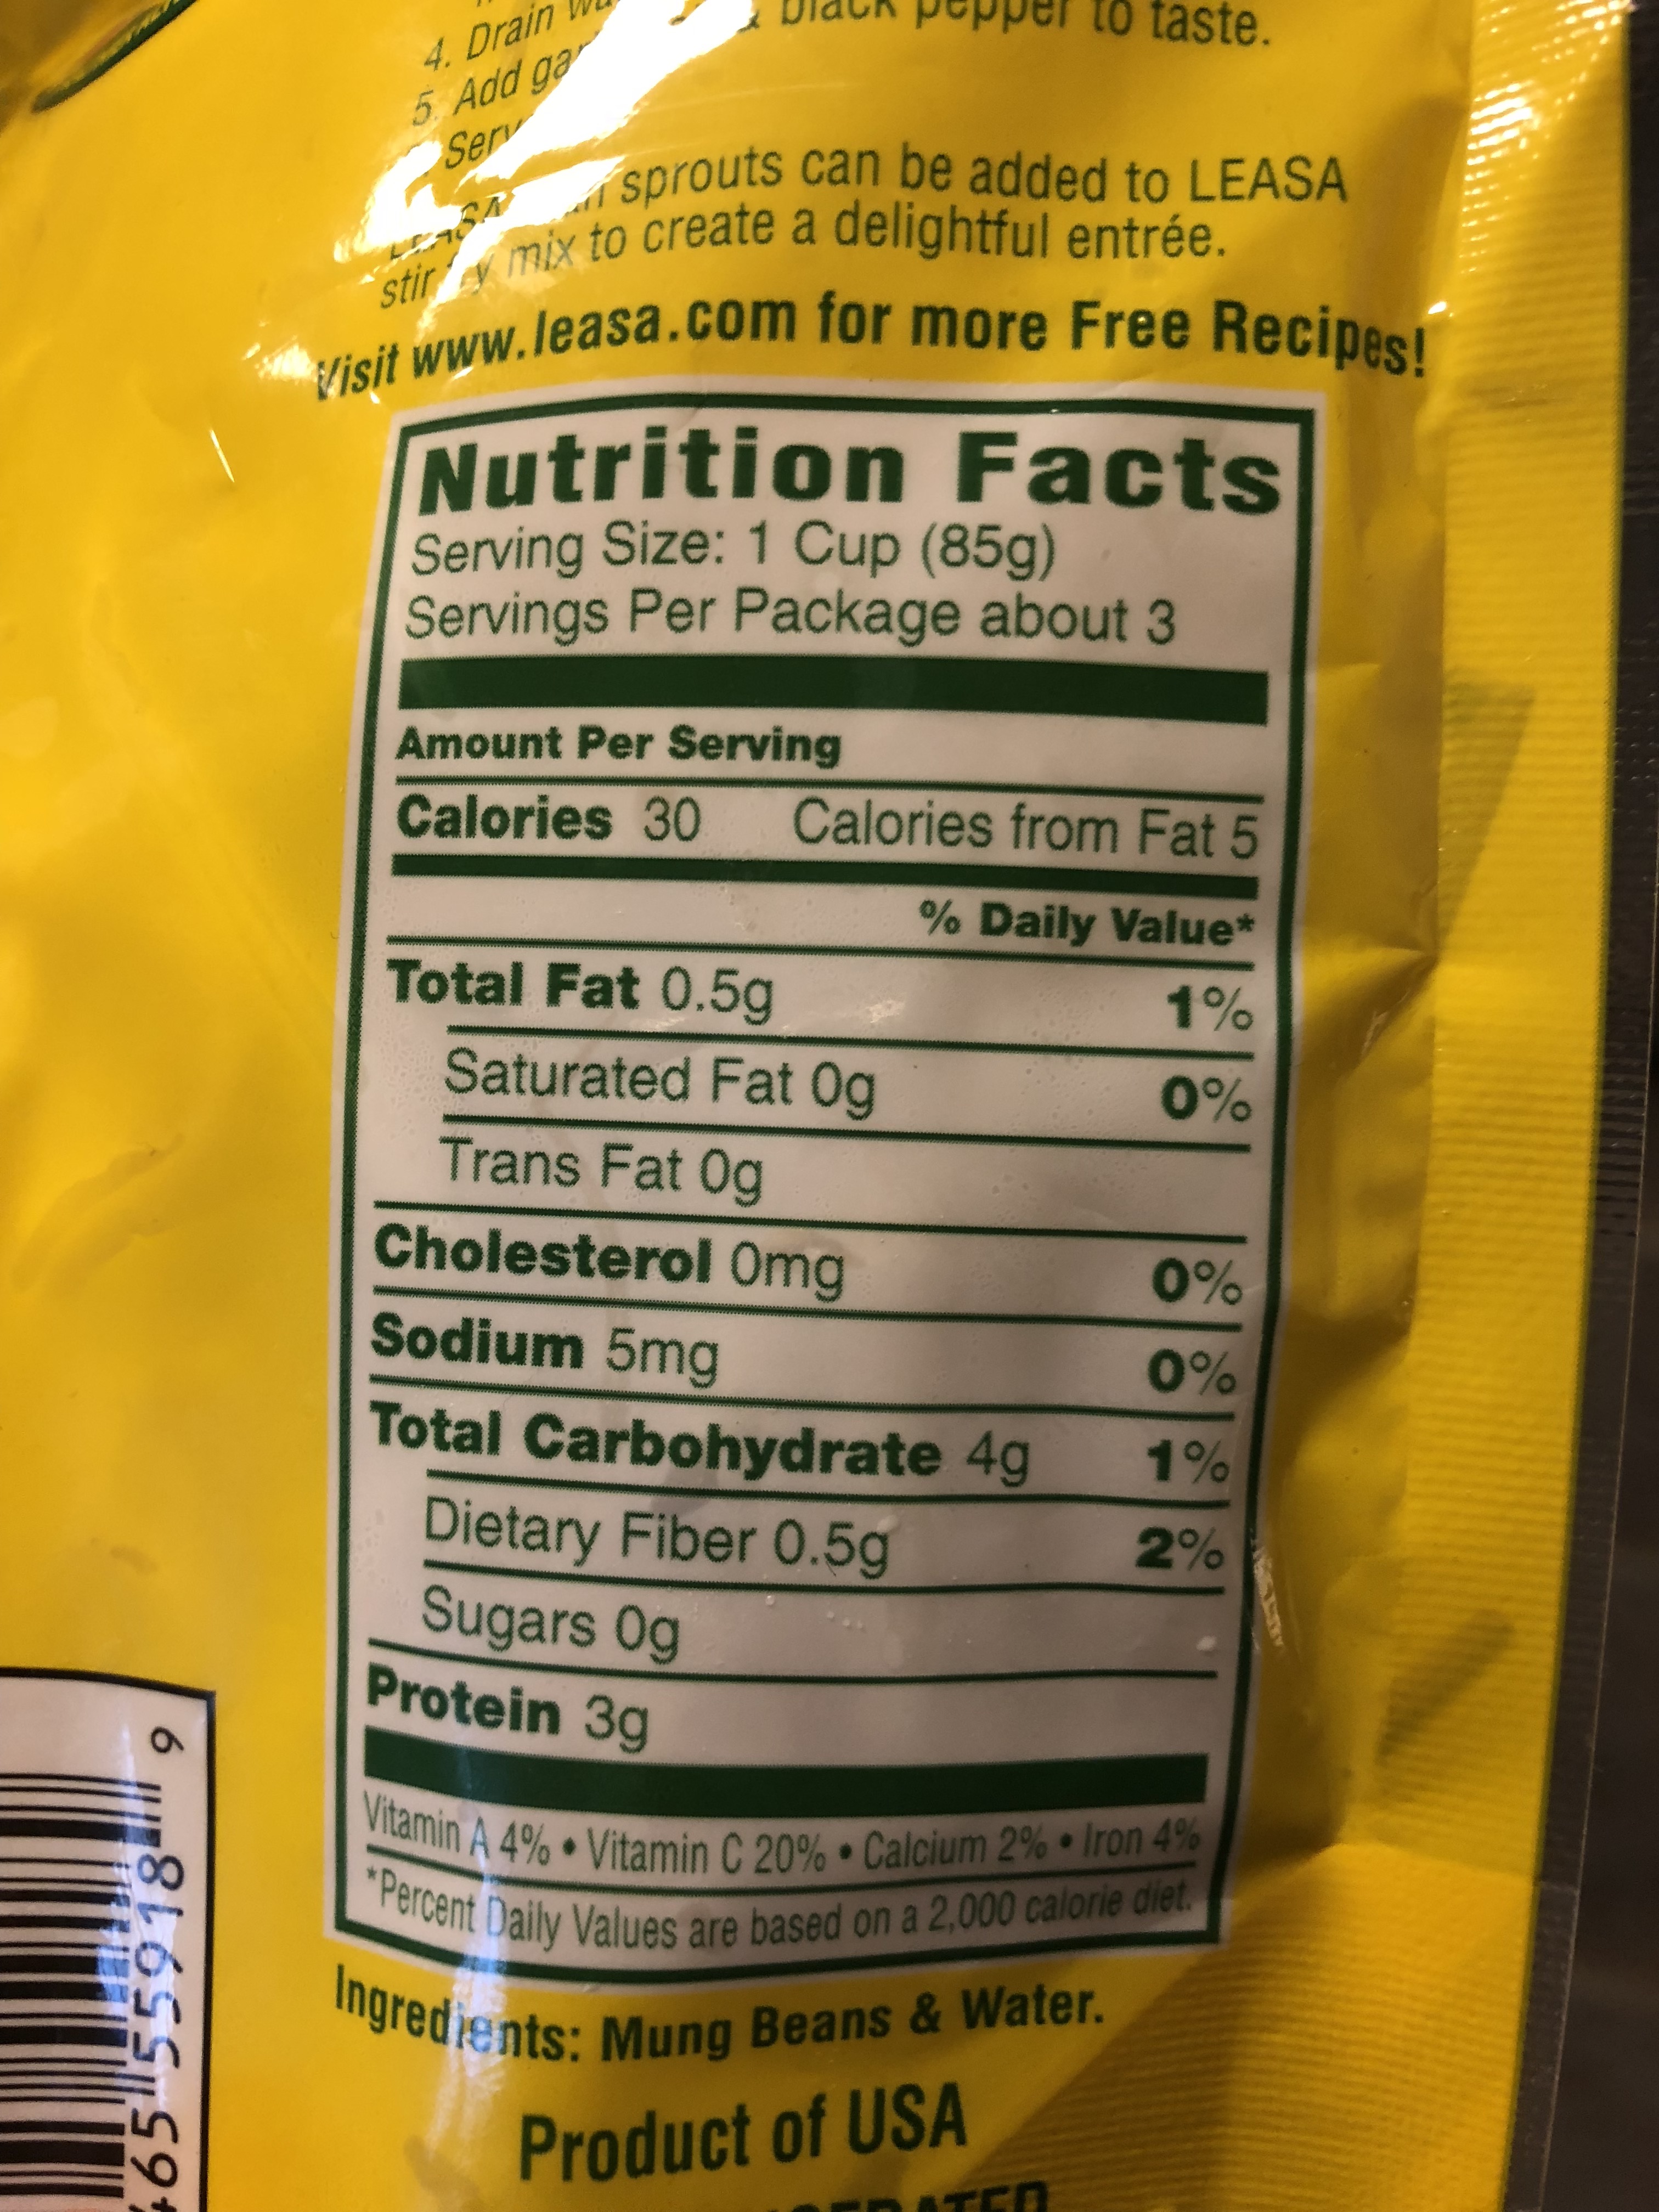 4. Drain
5. Add
black pepper to taste.
sprouts can be added to LEASA
stir fry mix to create a delightful entrée.
Visit www.leasa.com for more Free Recipes!
Nutrition Facts
Serving Size: 1 Cup (85g)
Servings Per Package about 3
Amount Per Serving
Calories 30 Calories from Fat 5
% Daily Value*
Total Fat 0.5g 1%
Saturated Fat 0g 0%
Trans Fat 0g
Cholesterol 0mg 0%
Sodium 5mg 0%
Total Carbohydrate 4g 1%
Dietary Fiber 0.5g 2%
Sugars 0g
Protein 3g
Vitamin A 4% • Vitamin C 20% • Calcium 2% • Iron 4%
*Percent Daily Values are based on a 2,000 calorie diet.
Ingredients: Mung Beans & Water.
Product of USA
465 55918 9